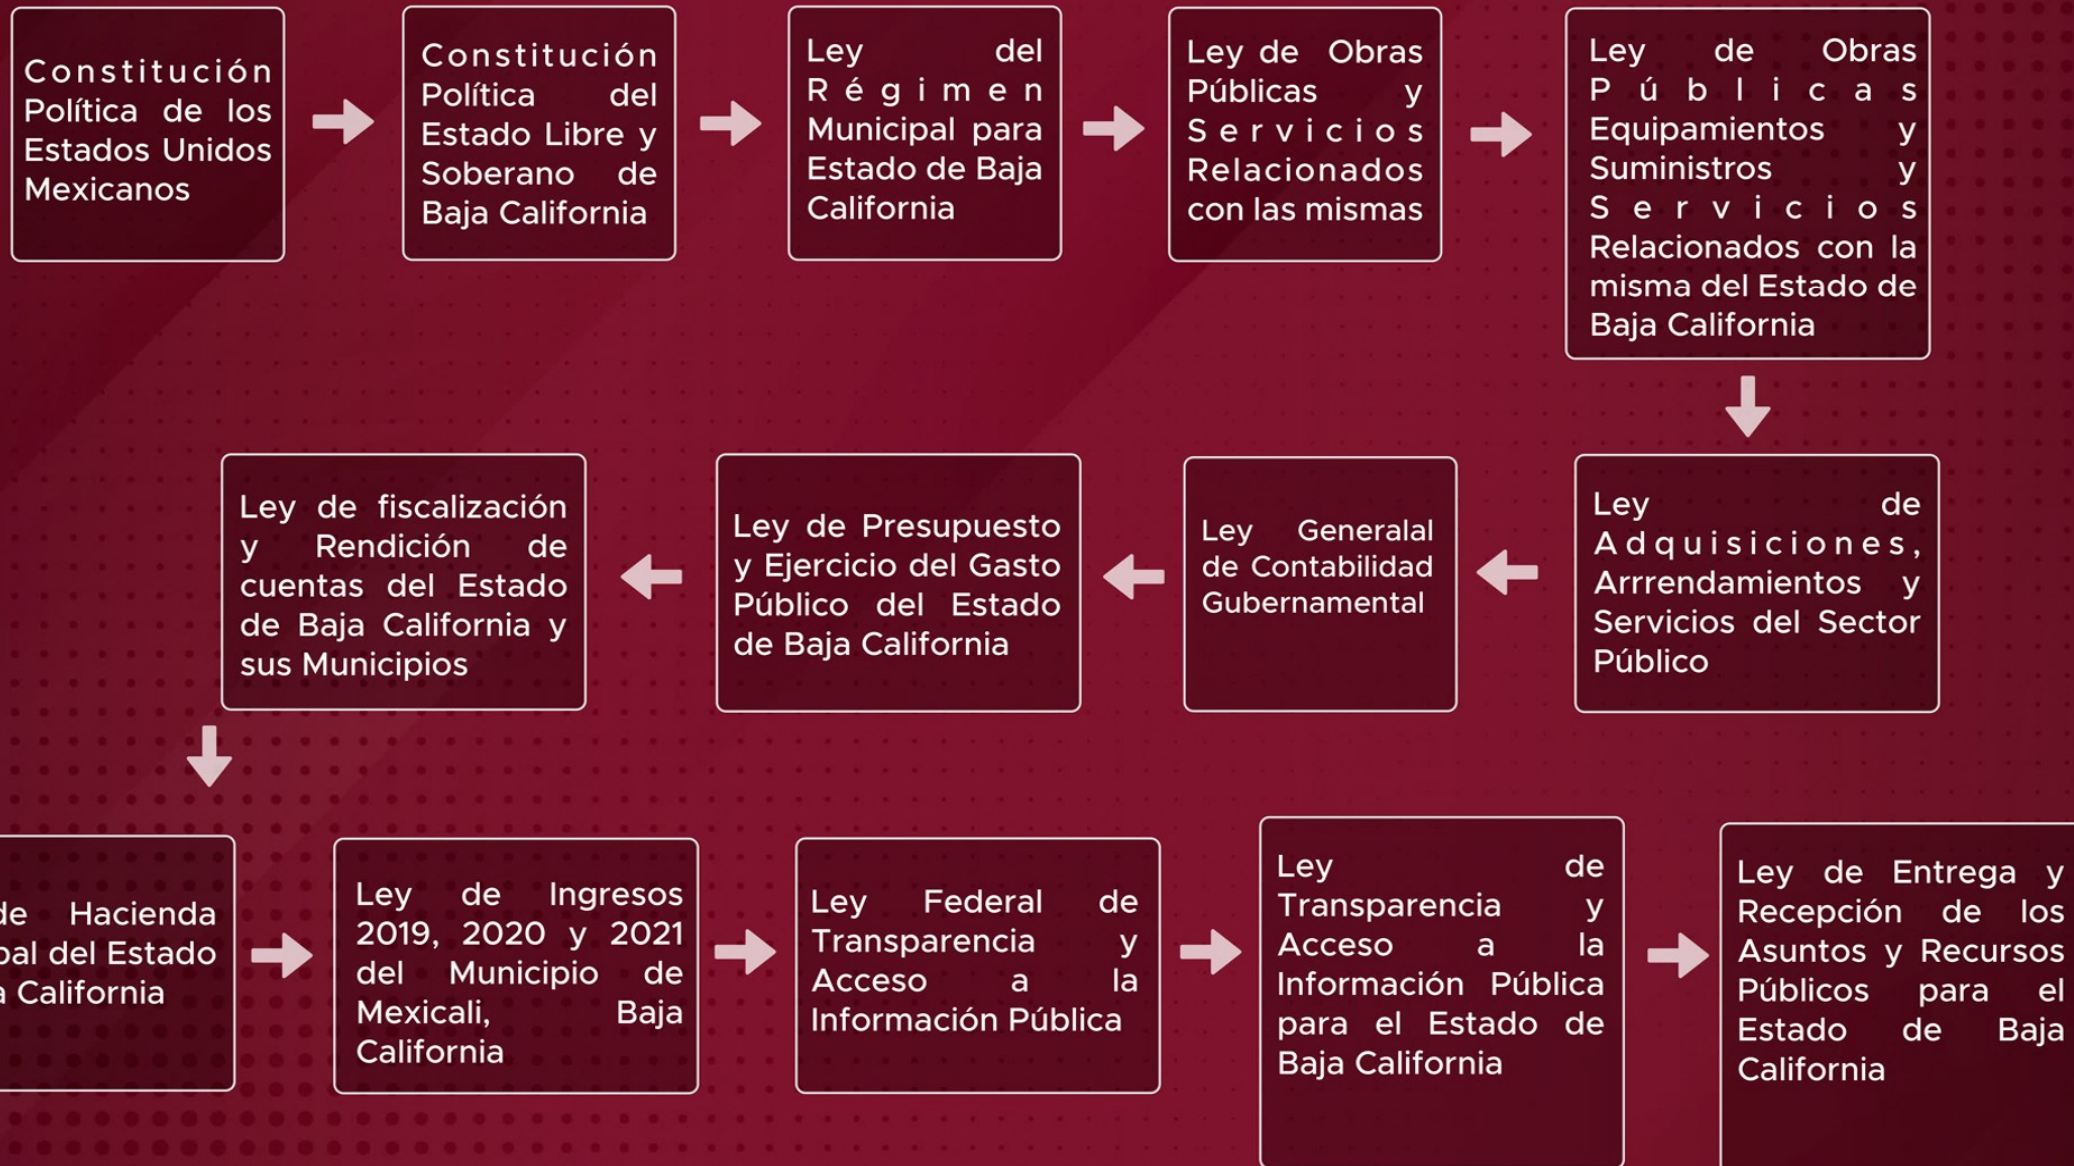 Constitución
Política de los
Estados Unidos
Mexicanos
Constitución
Política del
Estado Libre y
Soberano de
Baja California
Ley del
Régimen
Municipal para
Estado de Baja
California
Ley de Obras
Públicas y
Servicios
Relacionados
con las mismas
Ley de Obras
Públicas
Equipamientos y
Suministros y
Servicios
Relacionados con la
misma del Estado de
Baja California
Ley de
Adquisiciones,
Arrrendamientos y
Servicios del Sector
Público
Ley Generalal
de Contabilidad
Gubernamental
Ley de Presupuesto
y Ejercicio del Gasto
Público del Estado
de Baja California
Ley de fiscalización
y Rendición de
cuentas del Estado
de Baja California y
sus Municipios
de Hacienda
del Estado
California
Ley de Ingresos
2019, 2020 y 2021
del Municipio de
Mexicali, Baja
California
Ley Federal de
Transparencia y
Acceso a la
Información Pública
Ley de
Transparencia y
Acceso a la
Información Pública
para el Estado de
Baja California
Ley de Entrega y
Recepción de los
Asuntos y Recursos
Públicos para el
Estado de Baja
California